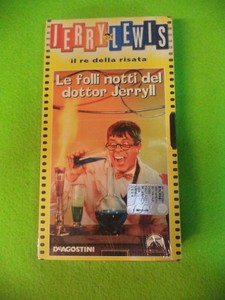 JERRY LEWIS
il re della risata
Le folli notti del
dottor Jerryll
DEAGOSTINI